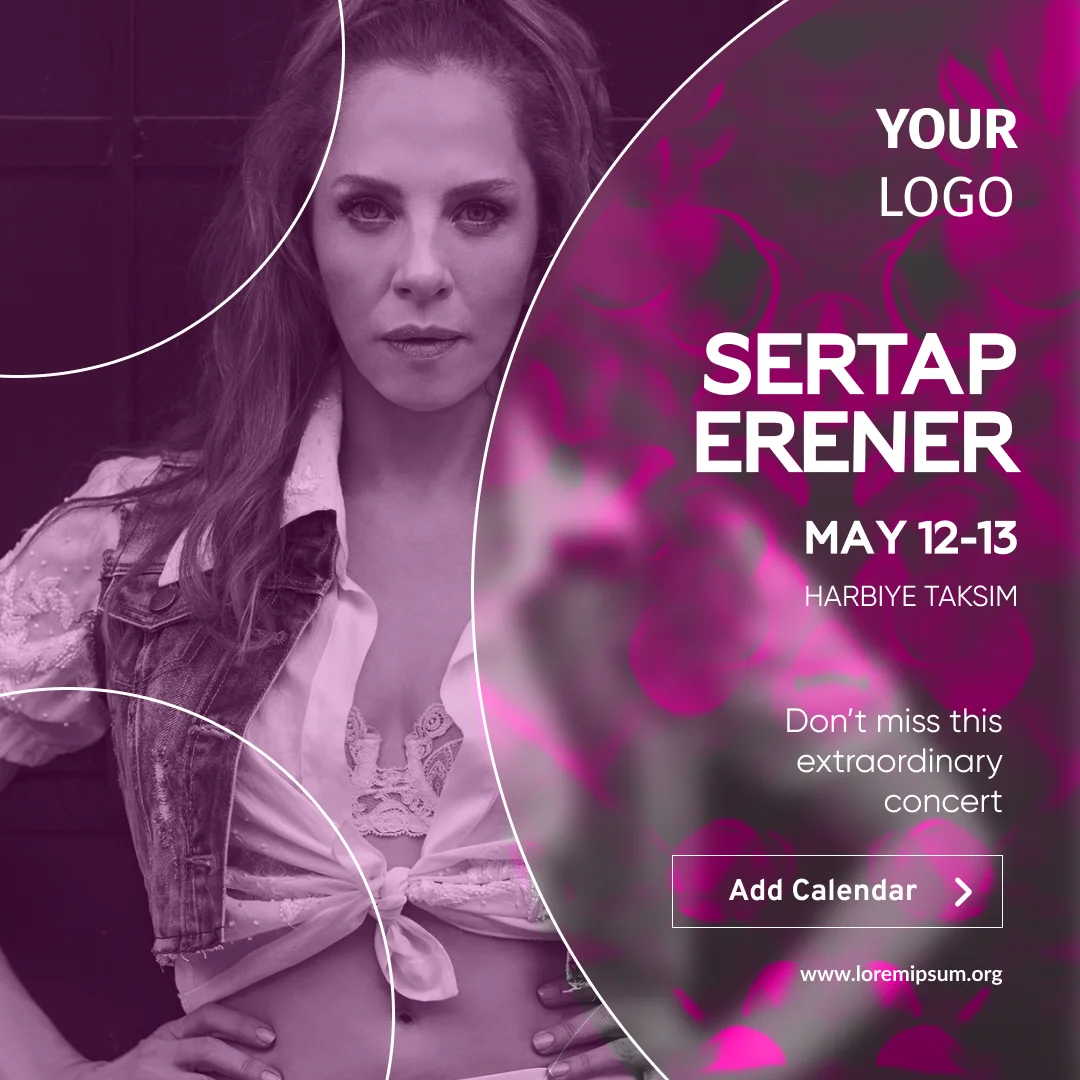 YOUR
LOGO
SERTAP
ERENER
MAY 12-13
HARBIYE TAKSIM
Don't miss this
extraordinary
concert
Add Calendar
www.loremipsum.org